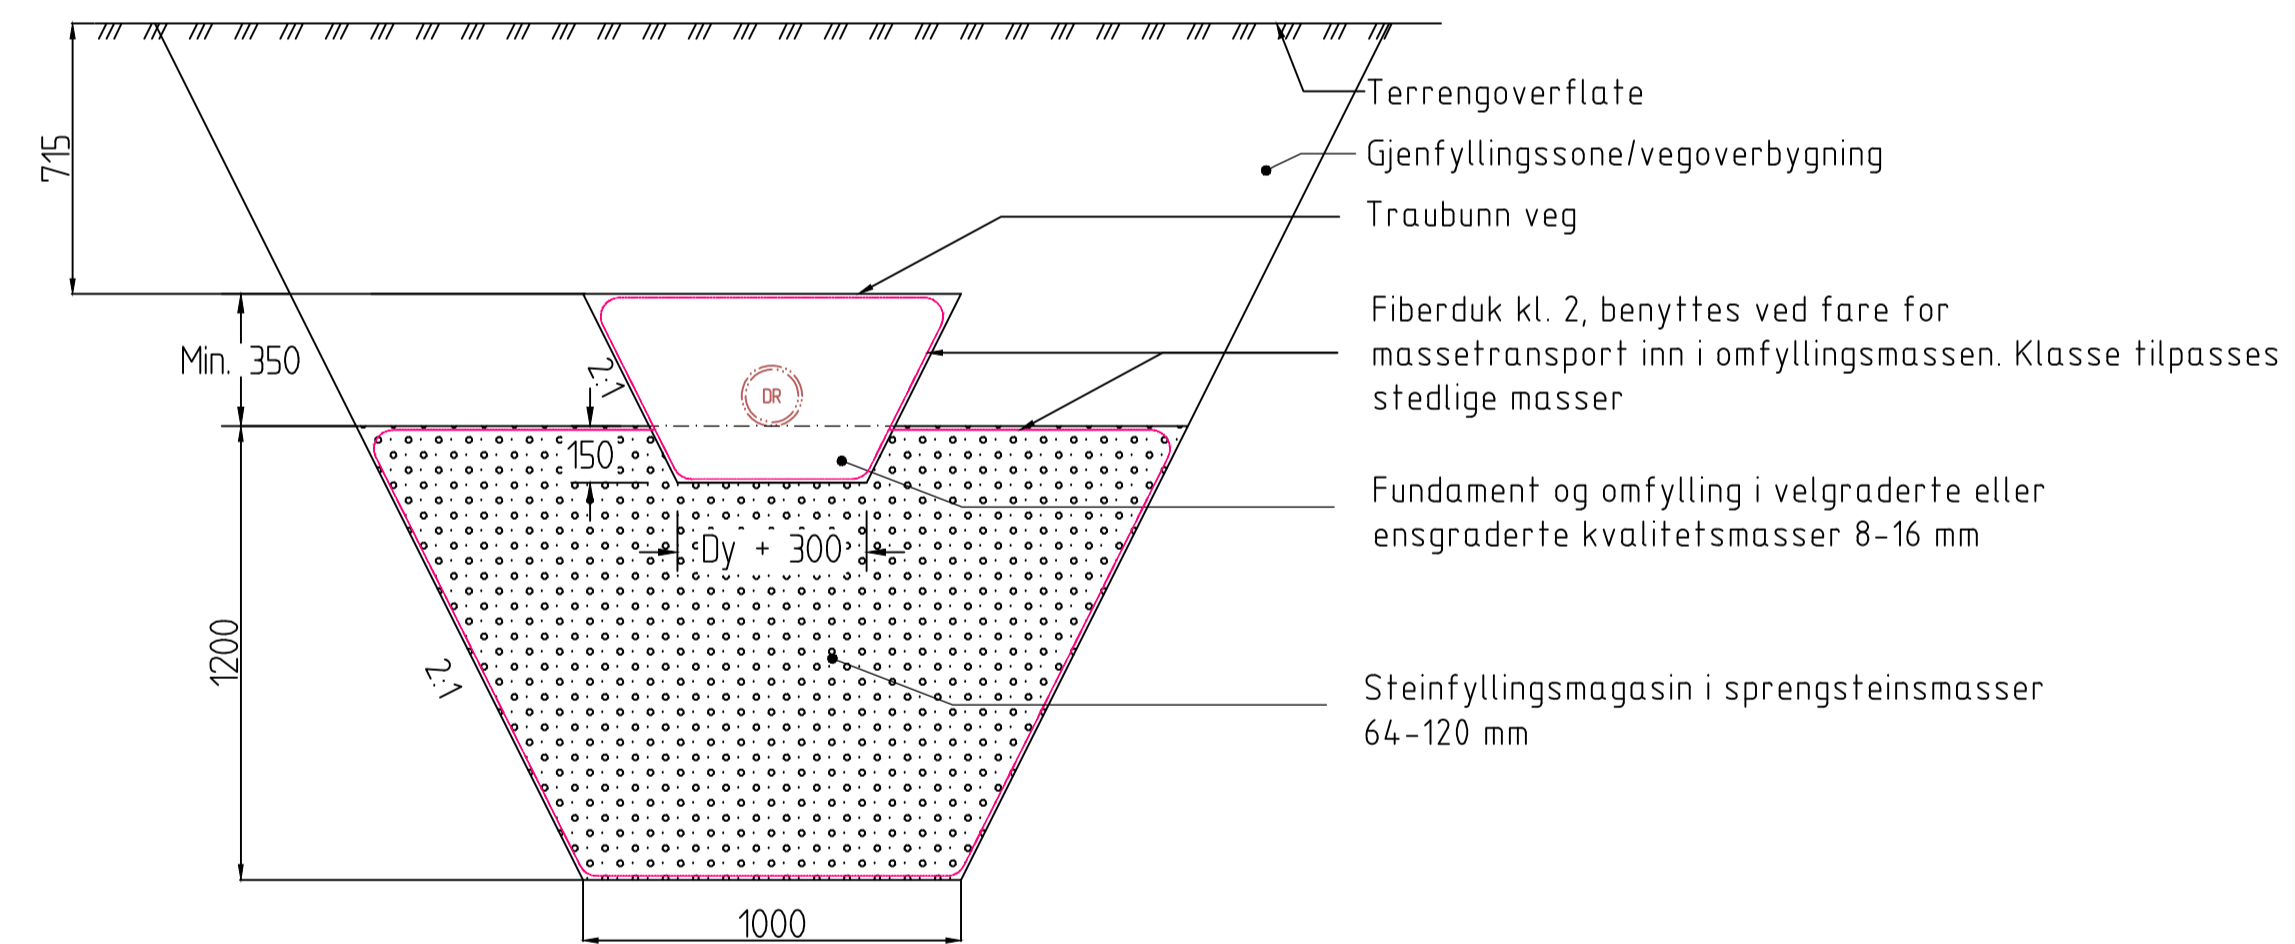 Terrengoverflate
715
Gjenfyllingssone/vegoverbygning
Traubunn veg
Min. 350
2:1
DR
Fiberduk kl. 2, benyttes ved fare for
massetransport inn i omfyllingsmassen. Klasse tilpasses
stedlige masser
150
Fundament og omfylling i velgraderte eller
ensgraderte kvalitetsmasser 8-16 mm
Dy + 300
1200
2:1
Steinfyllingsmagasin i sprengsteinsmasser
64-120 mm
1000